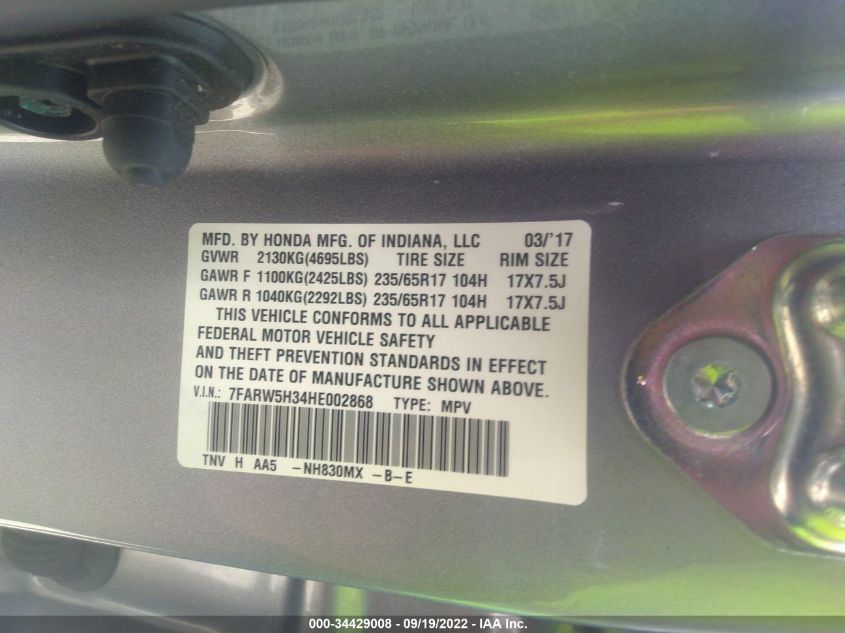 MFD. BY HONDA MFG. OF INDIANA, LLC 03/'17
GVWR 2130KG(4695LBS) TIRE SIZE RIM SIZE
GAWR F 1100KG(2425LBS) 235/65R17 104H 17X7.5J
GAWR R 1040KG(2292LBS) 235/65R17 104H 17X7.5J
THIS VEHICLE CONFORMS TO ALL APPLICABLE
FEDERAL MOTOR VEHICLE SAFETY
AND THEFT PREVENTION STANDARDS IN EFFECT
ON THE DATE OF MANUFACTURE SHOWN ABOVE.
V.I.N.: 7FARW5H34HE002868 TYPE: MPV
TNV H AA5 -NH830MX -B-E
000-34429008 - 09/19/2022 - IAA Inc.